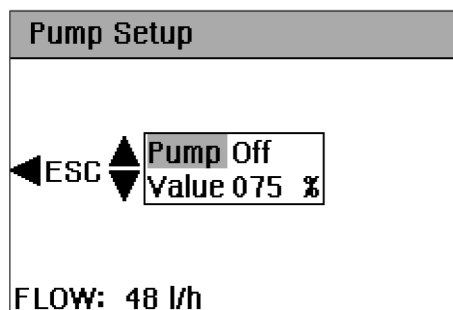 Pump Setup
ESC
Pump Off
Value 075 %
FLOW: 48 l/h